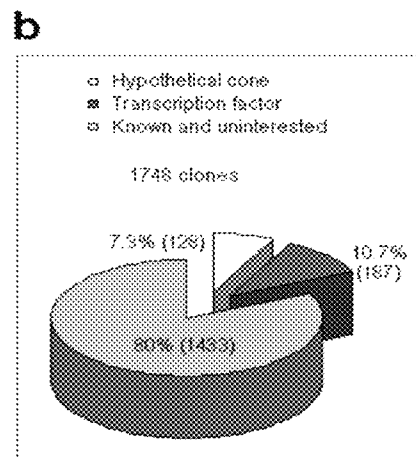 b
Hypothetical cone
Transcription factor
Known and uninterested
1748 clones
7.3% (128)
10.7%
(187)
80% (1433)